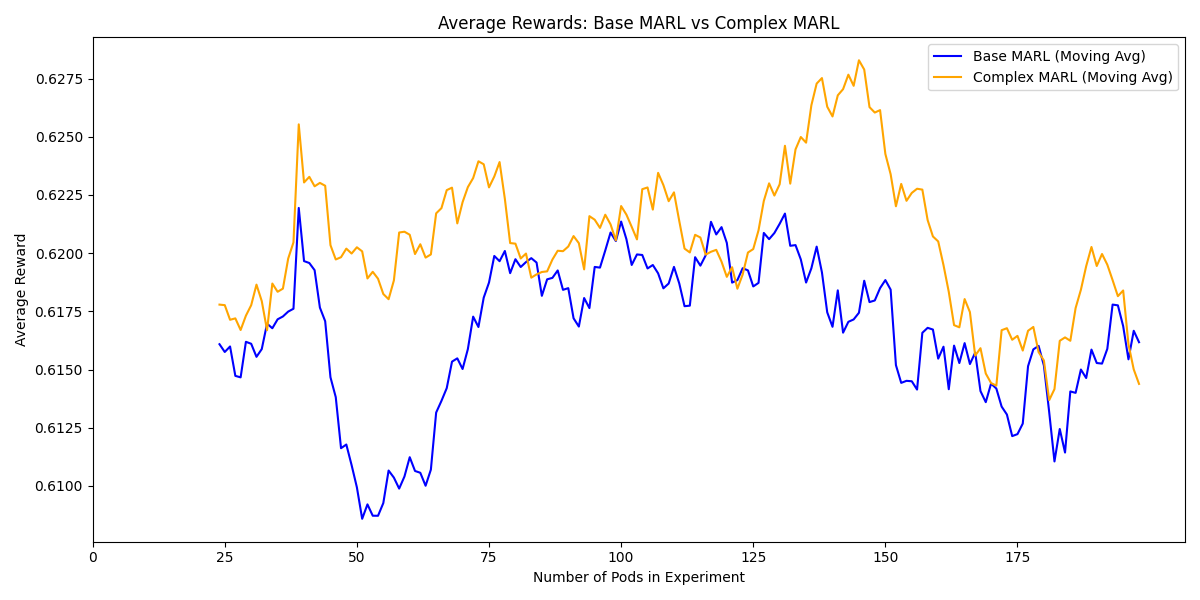 Average Rewards: Base MARL vs Complex MARL
Base MARL (Moving Avg)
Complex MARL (Moving Avg)
Average Reward
0.6275
0.6250
0.6225
0.6200
0.6175
0.6150
0.6125
0.6100
0 25 50 75 100 125 150 175
Number of Pods in Experiment